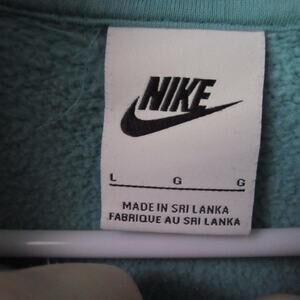 NIKE
L G G
MADE IN SRI LANKA
FABRIQUE AU SRI LANKA